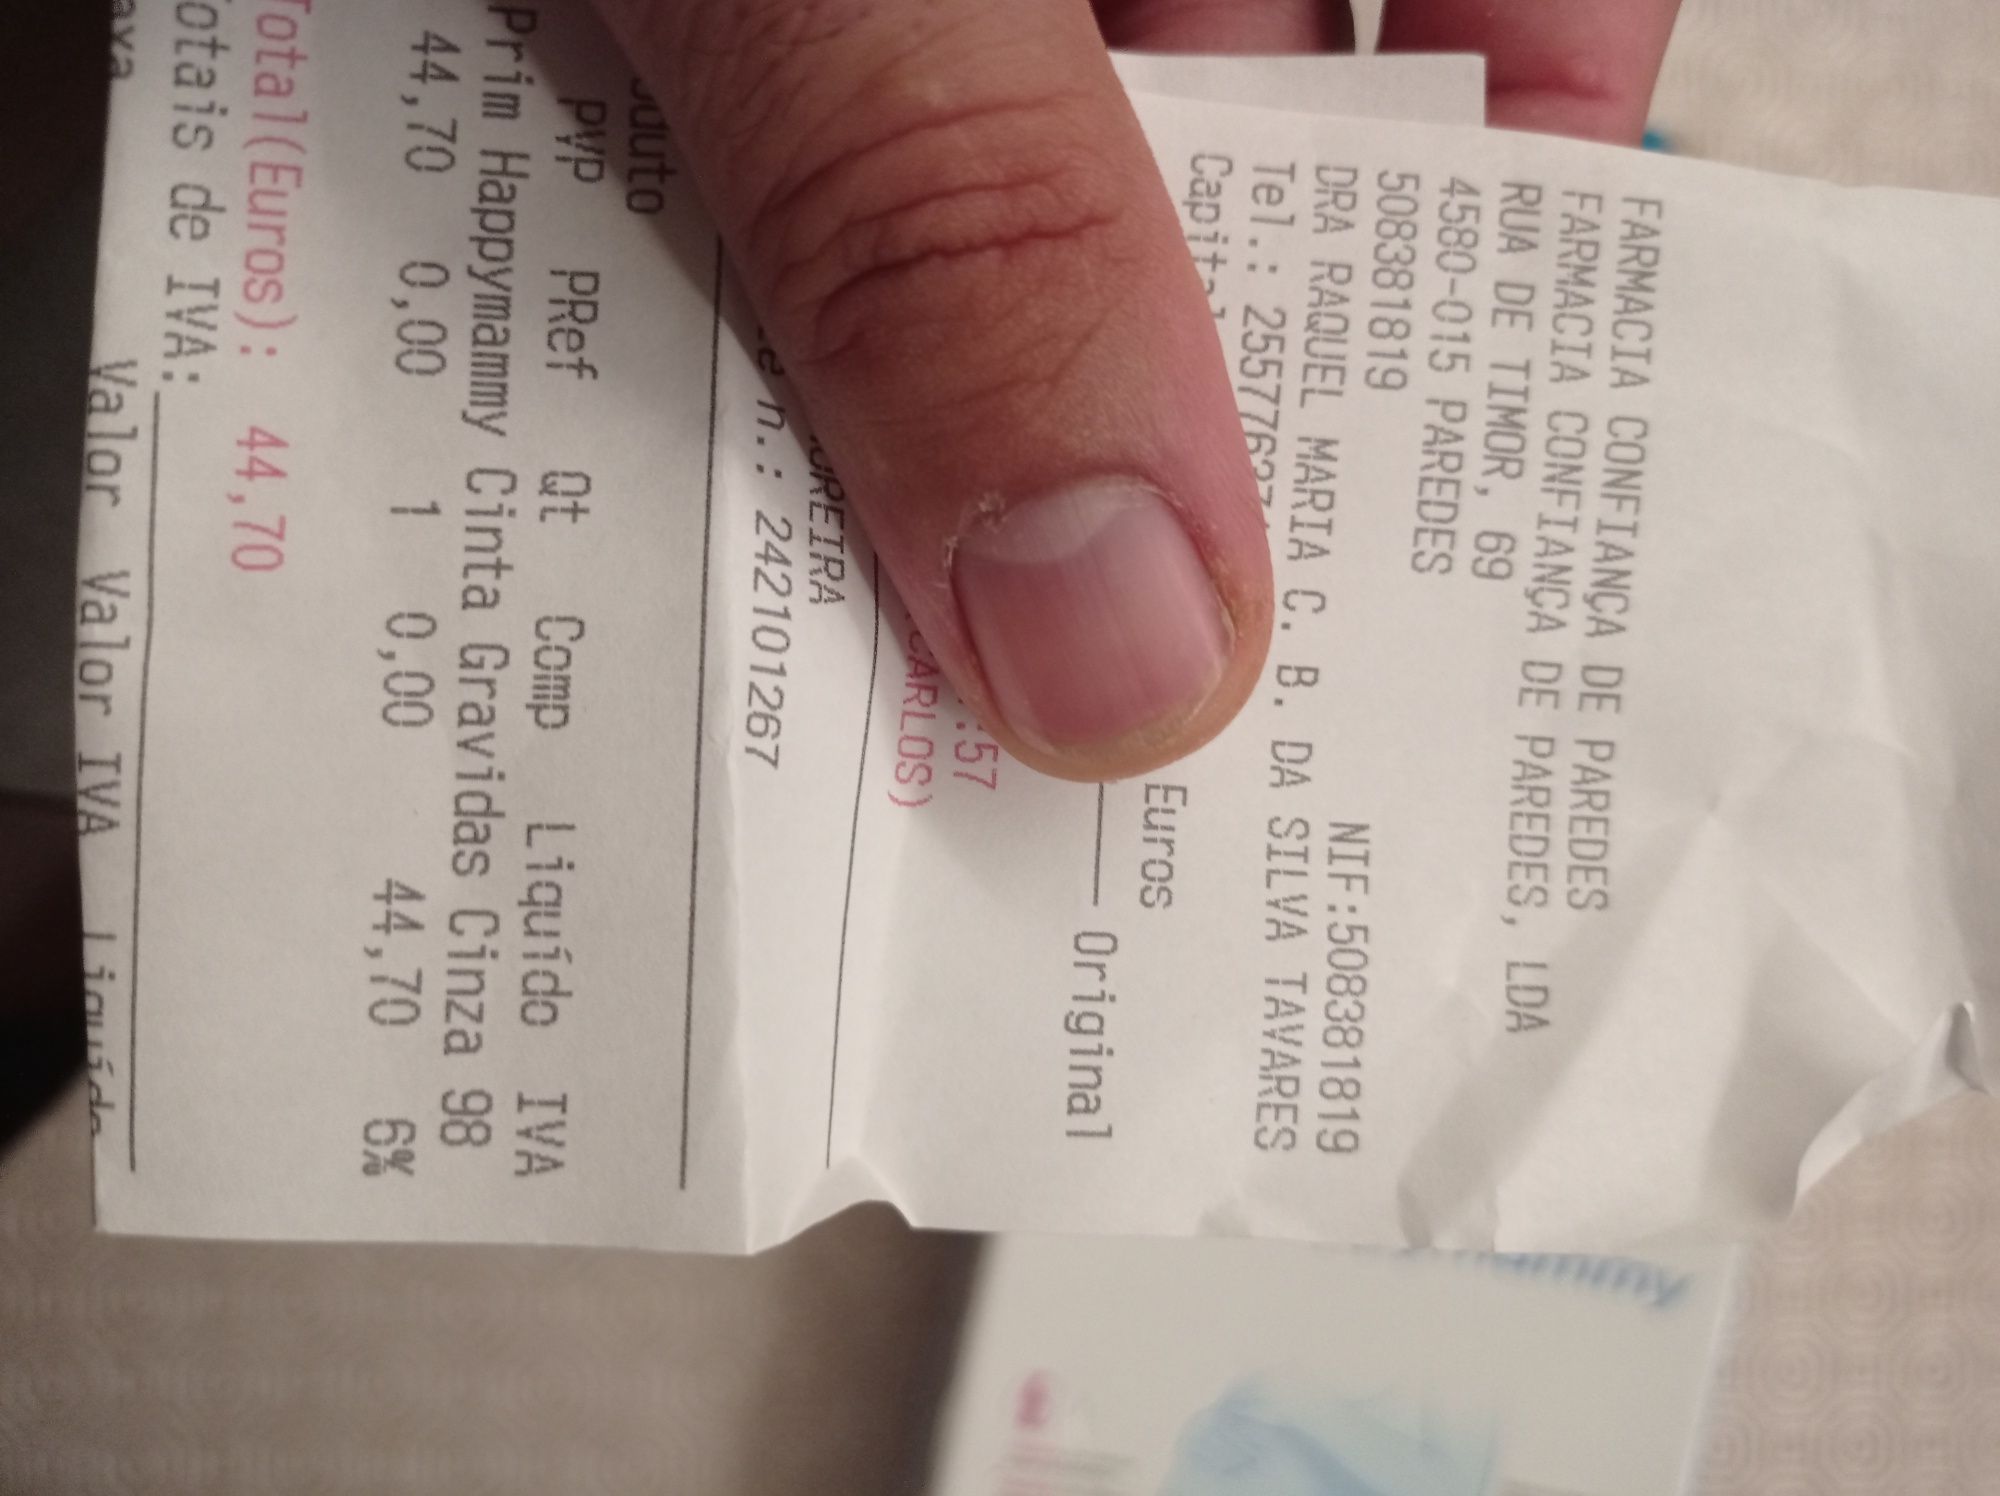 FARMACIA CONFIANÇA DE PAREDES
FARMACIA CONFIANÇA DE PAREDES, LDA
RUA DE TIMOR, 69
4580-015 PAREDES
508381819 NIF:508381819
DRA RAQUEL MARIA C. B. DA SILVA TAVARES
Tel.: 2557762
Euros
Original
:57
CARLOS)
n.: 242101267
PVP PRef Qt Comp Líquído IVA
Prim Happymammy Cinta Gravidas Cinza 98
44,70 0,00 1 0,00 44,70 6%
Total(Euros): 44,70
Totais de IVA:
Valor Valor IVA Líquído